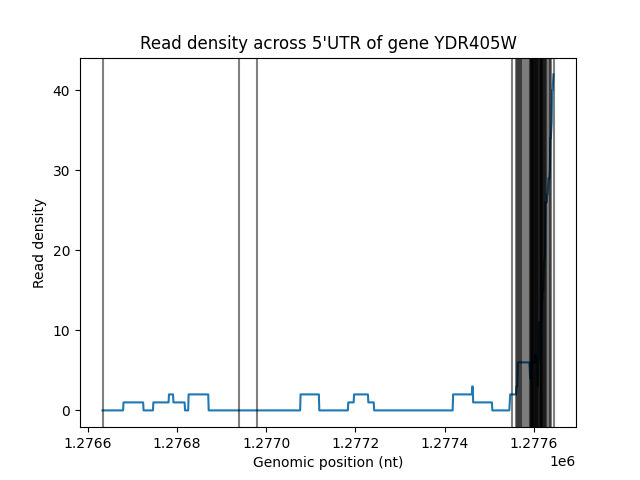 Read density across 5'UTR of gene YDR405W
Read density
40
30
20
10
0
1.2766 1.2768 1.2770 1.2772 1.2774 1.2776
1e6
Genomic position (nt)